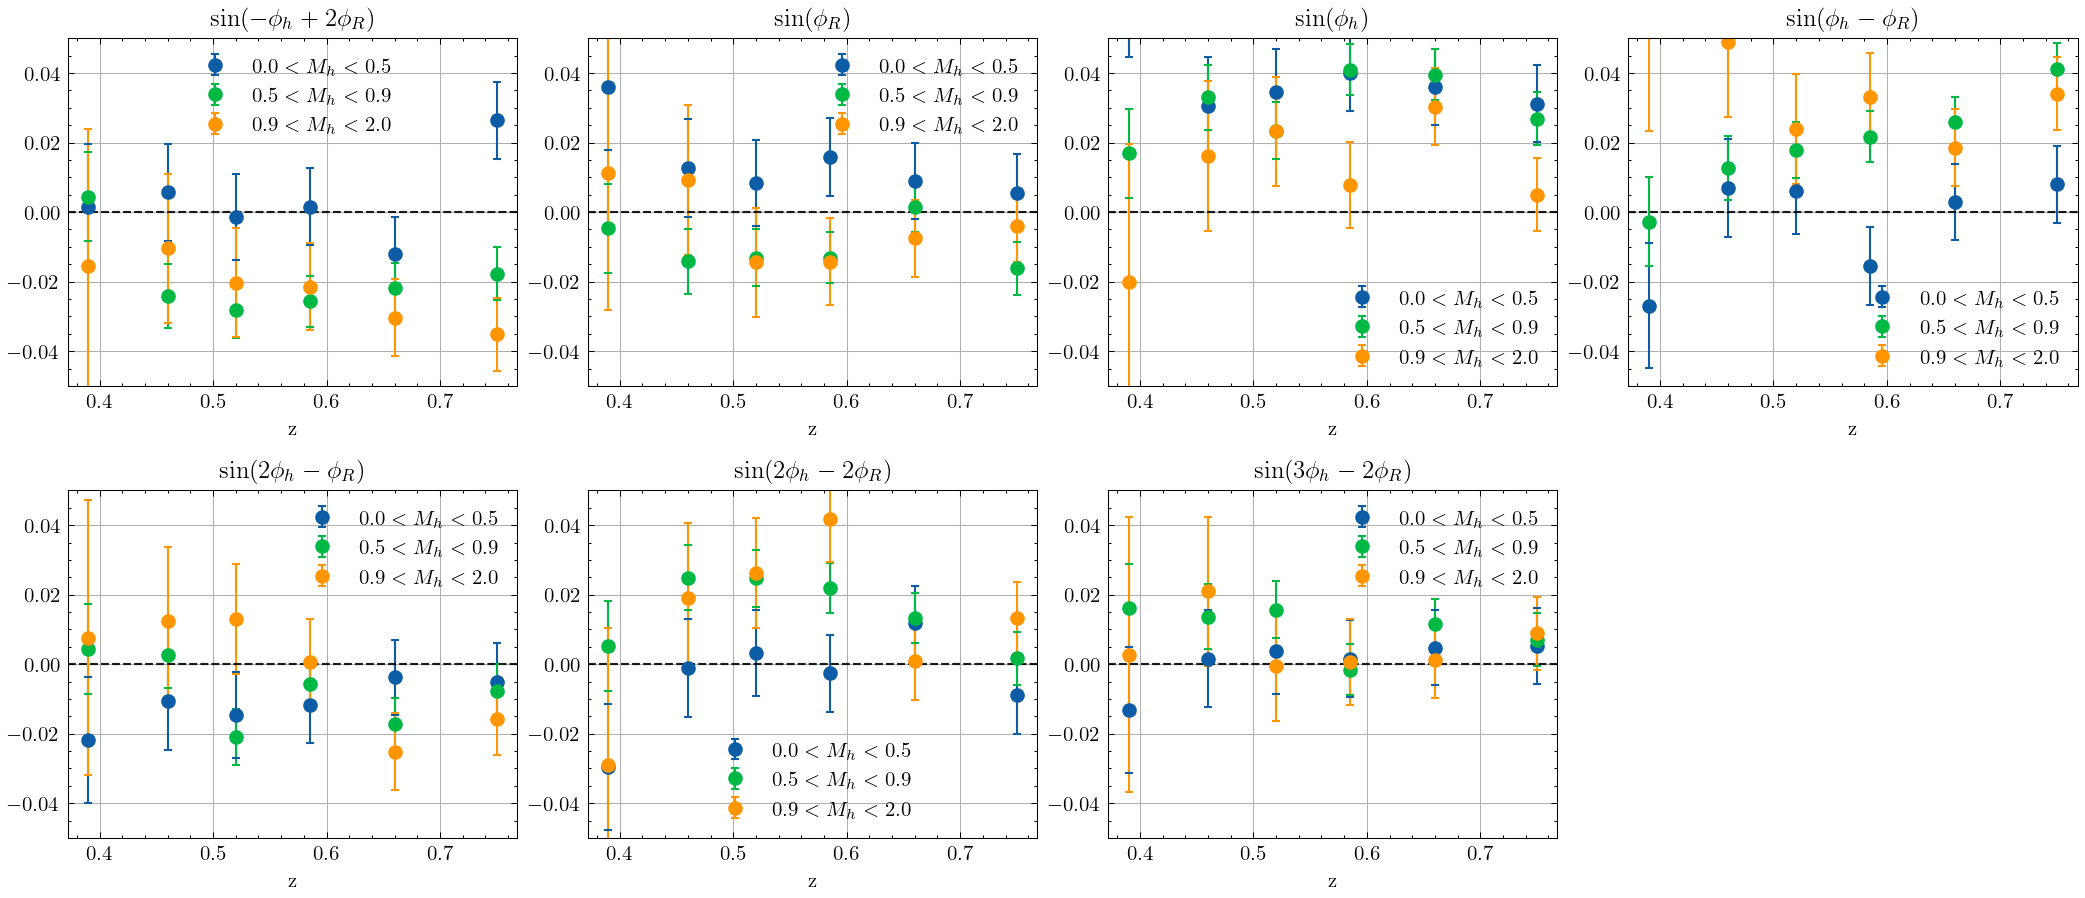 sin(−ϕ_h + 2ϕ_R)
0.04
0.02
0.00
−0.02
−0.04
0.0 < M_h < 0.5
0.5 < M_h < 0.9
0.9 < M_h < 2.0
0.4 0.5 0.6 0.7
z
sin(ϕ_R)
0.04
0.02
0.00
−0.02
−0.04
0.0 < M_h < 0.5
0.5 < M_h < 0.9
0.9 < M_h < 2.0
0.4 0.5 0.6 0.7
z
sin(ϕ_h)
0.04
0.02
0.00
−0.02
−0.04
0.0 < M_h < 0.5
0.5 < M_h < 0.9
0.9 < M_h < 2.0
0.4 0.5 0.6 0.7
z
sin(ϕ_h − ϕ_R)
0.04
0.02
0.00
−0.02
−0.04
0.0 < M_h < 0.5
0.5 < M_h < 0.9
0.9 < M_h < 2.0
0.4 0.5 0.6 0.7
z
sin(2ϕ_h − ϕ_R)
0.04
0.02
0.00
−0.02
−0.04
0.0 < M_h < 0.5
0.5 < M_h < 0.9
0.9 < M_h < 2.0
0.4 0.5 0.6 0.7
z
sin(2ϕ_h − 2ϕ_R)
0.04
0.02
0.00
−0.02
−0.04
0.0 < M_h < 0.5
0.5 < M_h < 0.9
0.9 < M_h < 2.0
0.4 0.5 0.6 0.7
z
sin(3ϕ_h − 2ϕ_R)
0.04
0.02
0.00
−0.02
−0.04
0.0 < M_h < 0.5
0.5 < M_h < 0.9
0.9 < M_h < 2.0
0.4 0.5 0.6 0.7
z